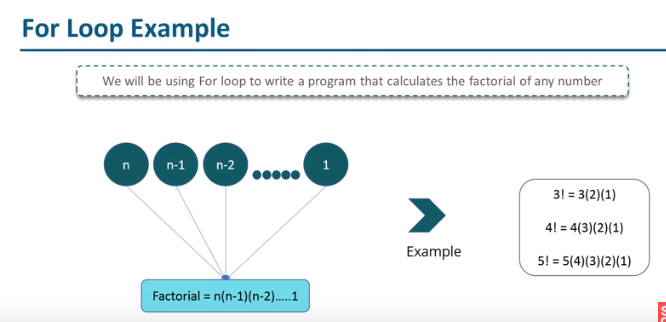 For Loop Example
We will be using For loop to write a program that calculates the factorial of any number
n
n-1
n-2
1
Example
3! = 3(2)(1)
4! = 4(3)(2)(1)
5! = 5(4)(3)(2)(1)
Factorial = n(n-1)(n-2).....1